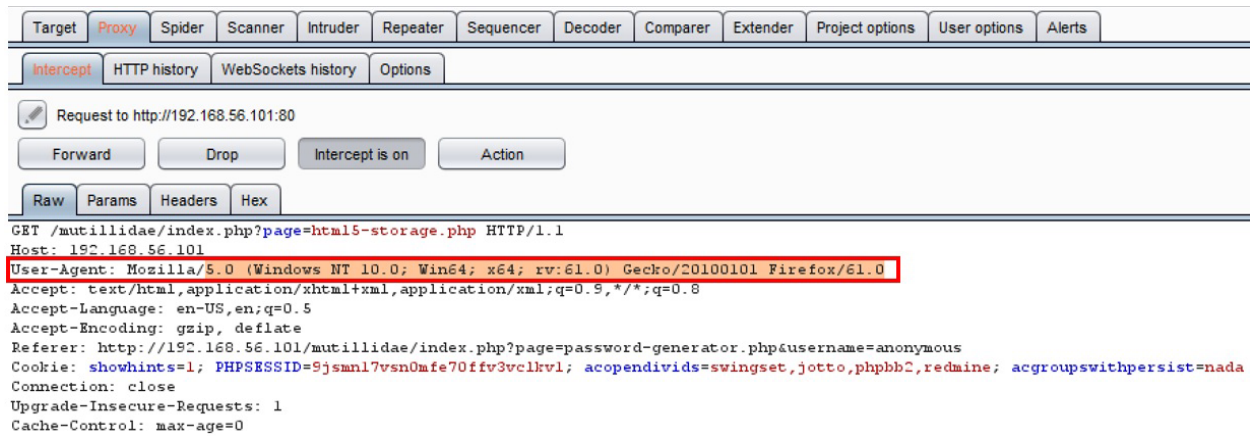 Target Proxy Spider Scanner Intruder Repeater Sequencer Decoder Comparer Extender Project options User options Alerts
Intercept HTTP history WebSockets history Options
Request to http://192.168.56.101:80
Forward Drop Intercept is on Action
Raw Params Headers Hex
GET /mutillidae/index.php?page=html5-storage.php HTTP/1.1
Host: 192.168.56.101
User-Agent: Mozilla/5.0 (Windows NT 10.0; Win64; x64; rv:61.0) Gecko/20100101 Firefox/61.0
Accept: text/html,application/xhtml+xml,application/xml;q=0.9,*/*;q=0.8
Accept-Language: en-US,en;q=0.5
Accept-Encoding: gzip, deflate
Referer: http://192.168.56.101/mutillidae/index.php?page=password-generator.php&username=anonymous
Cookie: showhints=1; PHPSESSID=9jsmnl7vsn0mfe70ffv3vclkvl; acopendivids=swingset,jotto,phpbb2,redmine; acgroupswithpersist=nada
Connection: close
Upgrade-Insecure-Requests: 1
Cache-Control: max-age=0